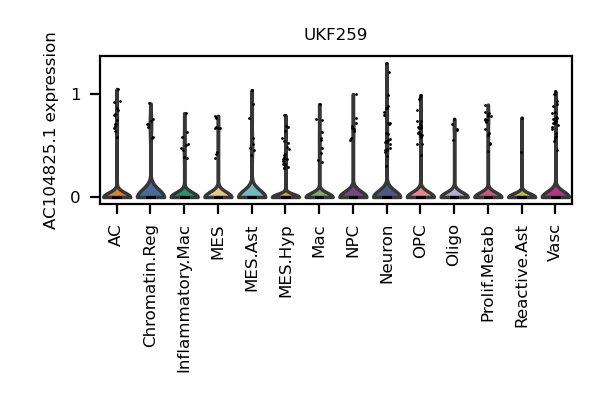 UKF259
AC104825.1 expression
1
0
AC
Chromatin.Reg
Inflammatory.Mac
MES
MES.Ast
MES.Hyp
Mac
NPC
Neuron
OPC
Oligo
Prolif.Metab
Reactive.Ast
Vasc